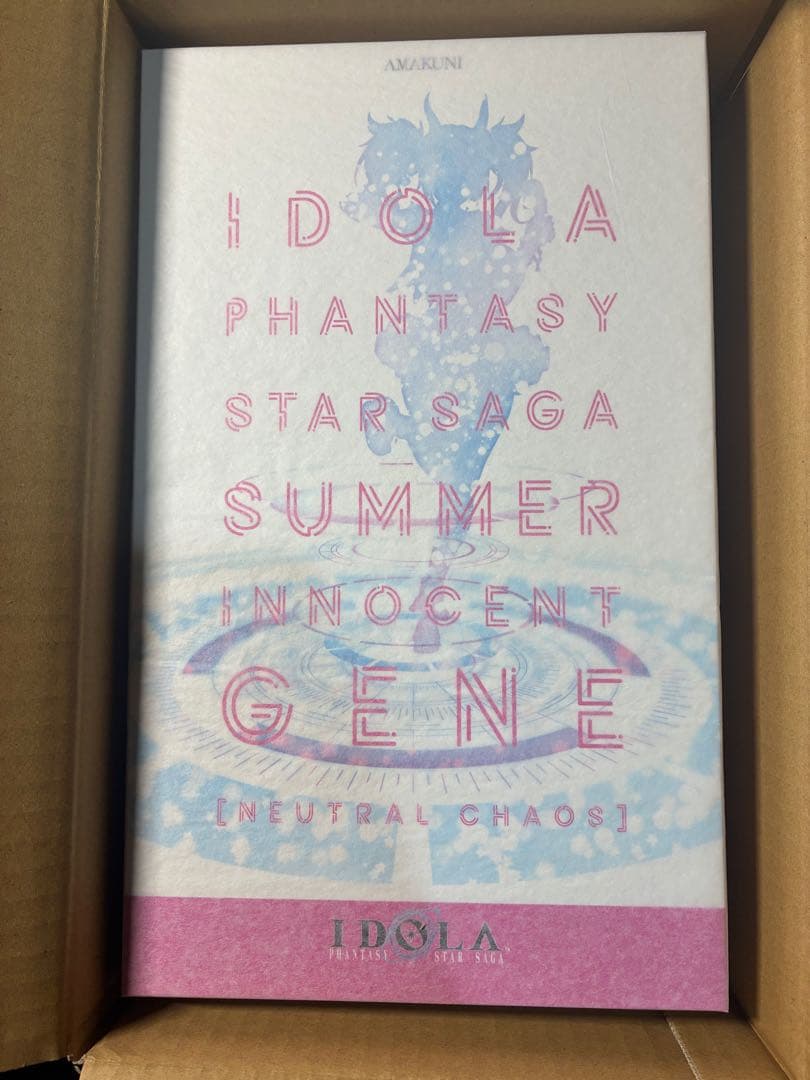 AMAKUNI
IDOLA
PHANTASY
STAR SAGA
SUMMER
INNOCENT
GENE
[NEUTRAL CHAOS]
IDOLA
PHANTASY STAR SAGA